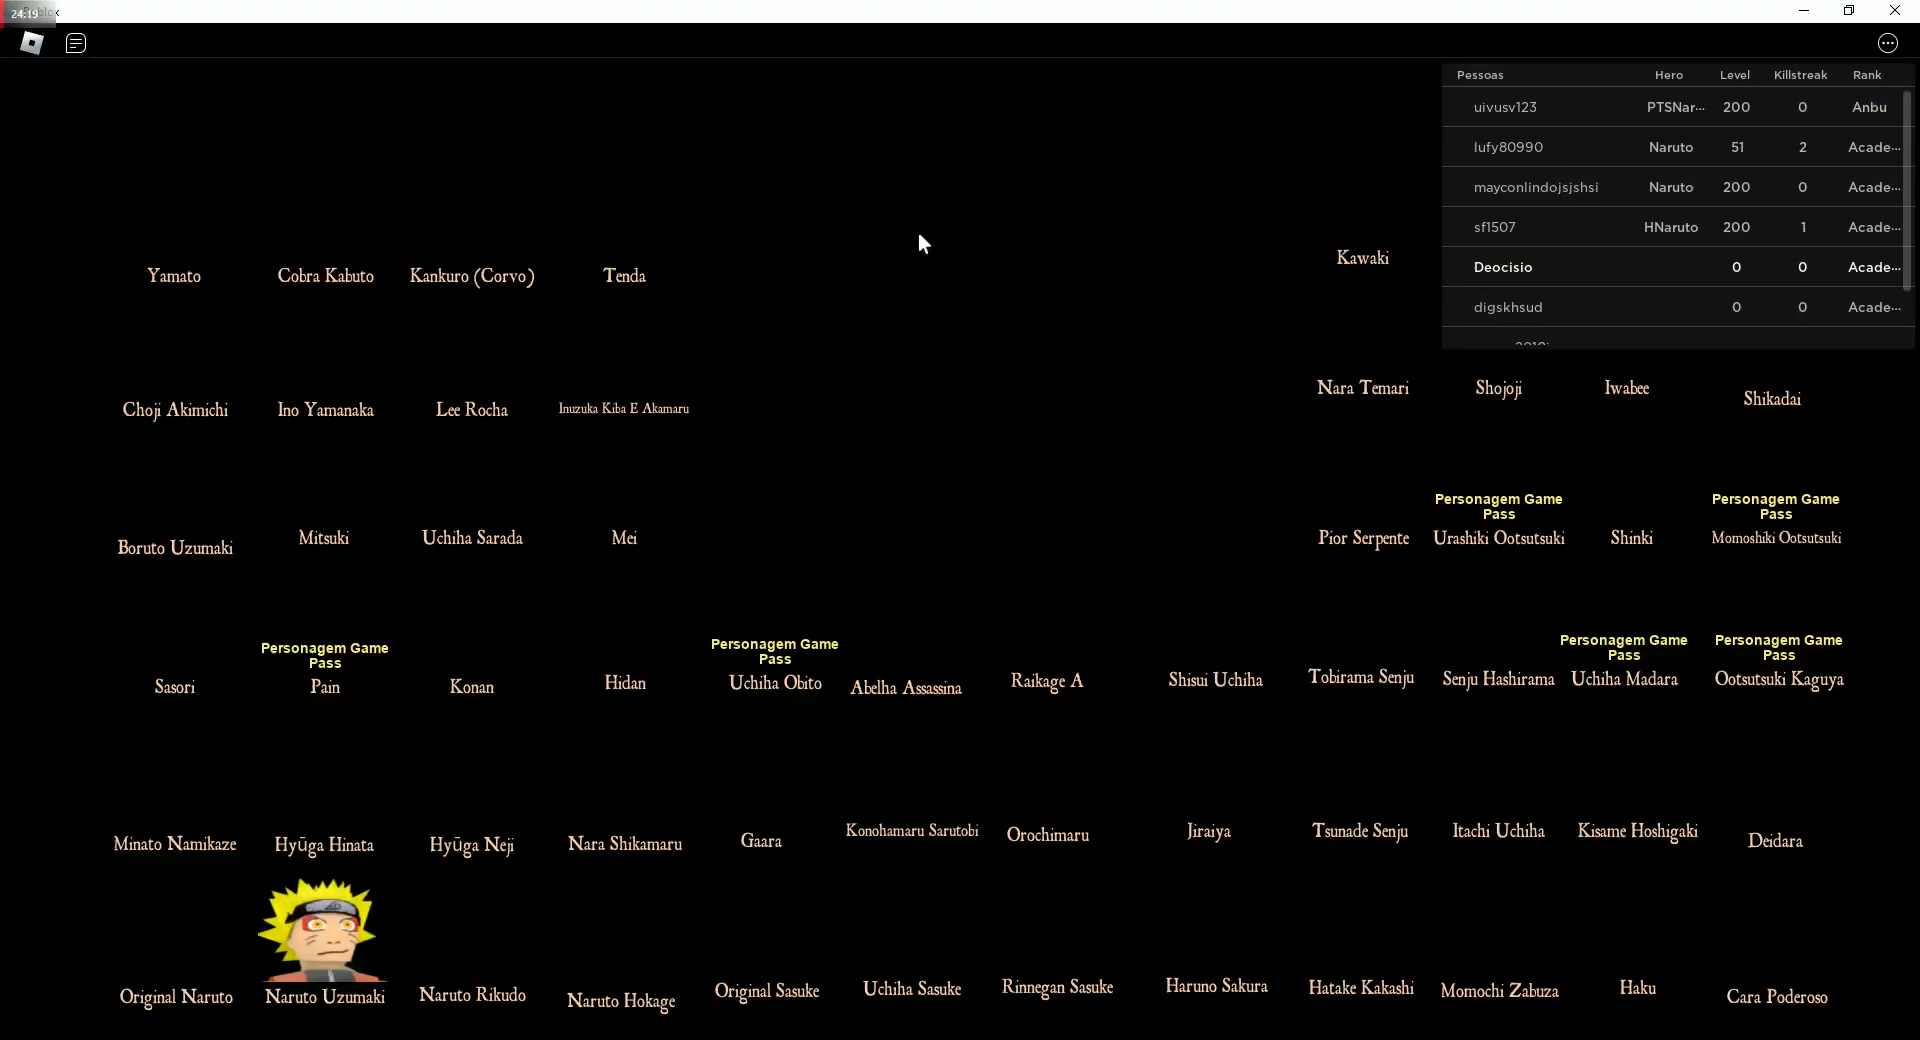 24:19
Pessoas Hero Level Killstreak Rank
uivusv123 PTSNar... 200 0 Anbu
lufy80990 Naruto 51 2 Acade...
mayconlindojsjshsi Naruto 200 0 Acade...
sf1507 HNaruto 200 1 Acade...
Deocisio 0 0 Acade...
digskhsud 0 0 Acade...
Yamato Cobra Kabuto Kankuro (Corvo) Tenda Kawaki
Choji Akimichi Ino Yamanaka Lee Rocha Inuzuka Kiba E Akamaru Nara Temari Shojoji Iwabee Shikadai
Personagem Game Pass Personagem Game Pass
Boruto Uzumaki Mitsuki Uchiha Sarada Mei Pior Serpente Urashiki Ootsutsuki Shinki Momoshiki Ootsutsuki
Personagem Game Pass Personagem Game Pass Personagem Game Pass Personagem Game Pass
Sasori Pain Konan Hidan Uchiha Obito Abelha Assassina Raikage A Shisui Uchiha Tobirama Senju Senju Hashirama Uchiha Madara Ootsutsuki Kaguya
Minato Namikaze Hyūga Hinata Hyūga Neji Nara Shikamaru Gaara Konohamaru Sarutobi Orochimaru Jiraiya Tsunade Senju Itachi Uchiha Kisame Hoshigaki Deidara
Original Naruto Naruto Uzumaki Naruto Rikudo Naruto Hokage Original Sasuke Uchiha Sasuke Rinnegan Sasuke Haruno Sakura Hatake Kakashi Momochi Zabuza Haku Cara Poderoso